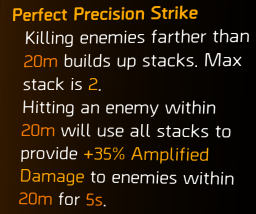 Perfect Precision Strike
Killing enemies farther than
20m builds up stacks. Max
stack is 2.
Hitting an enemy within
20m will use all stacks to
provide +35% Amplified
Damage to enemies within
20m for 5s.